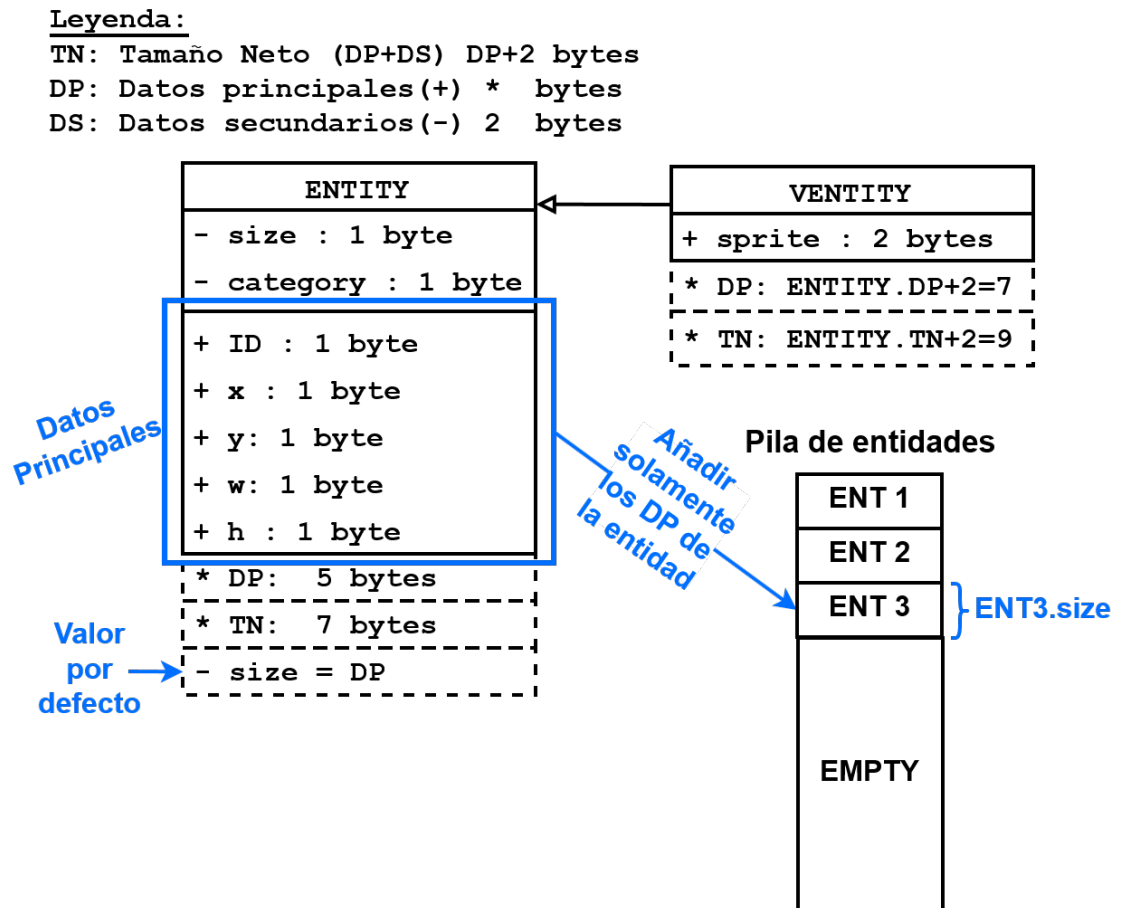 Leyenda:
TN: Tamaño Neto (DP+DS) DP+2 bytes
DP: Datos principales(+) * bytes
DS: Datos secundarios(-) 2 bytes
ENTITY
- size : 1 byte
- category : 1 byte
+ ID : 1 byte
+ x : 1 byte
+ y: 1 byte
+ w: 1 byte
+ h : 1 byte
* DP: 5 bytes
* TN: 7 bytes
- size = DP
VENTITY
+ sprite : 2 bytes
* DP: ENTITY.DP+2=7
* TN: ENTITY.TN+2=9
Datos
Principales
Valor
por
defecto
Añadir
solamente
los DP de
la entidad
Pila de entidades
ENT 1
ENT 2
ENT 3
ENT3.size
EMPTY